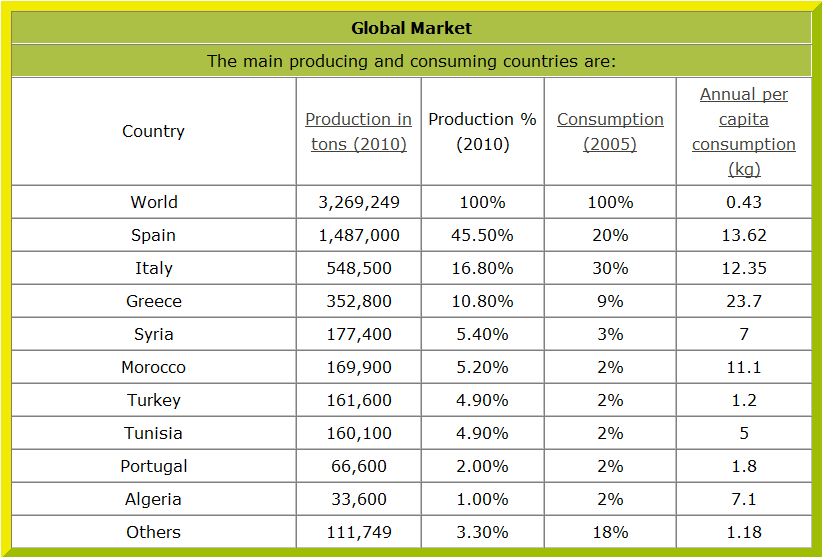 Global Market
The main producing and consuming countries are:
Country Production in tons (2010) Production % (2010) Consumption (2005) Annual per capita consumption (kg)
World 3,269,249 100% 100% 0.43
Spain 1,487,000 45.50% 20% 13.62
Italy 548,500 16.80% 30% 12.35
Greece 352,800 10.80% 9% 23.7
Syria 177,400 5.40% 3% 7
Morocco 169,900 5.20% 2% 11.1
Turkey 161,600 4.90% 2% 1.2
Tunisia 160,100 4.90% 2% 5
Portugal 66,600 2.00% 2% 1.8
Algeria 33,600 1.00% 2% 7.1
Others 111,749 3.30% 18% 1.18